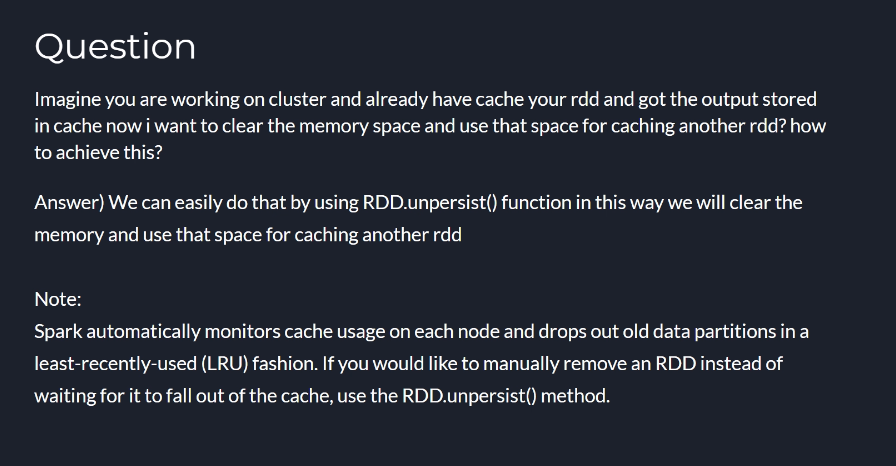 Question
Imagine you are working on cluster and already have cache your rdd and got the output stored
in cache now i want to clear the memory space and use that space for caching another rdd? how
to achieve this?
Answer) We can easily do that by using RDD.unpersist() function in this way we will clear the
memory and use that space for caching another rdd
Note:
Spark automatically monitors cache usage on each node and drops out old data partitions in a
least-recently-used (LRU) fashion. If you would like to manually remove an RDD instead of
waiting for it to fall out of the cache, use the RDD.unpersist() method.